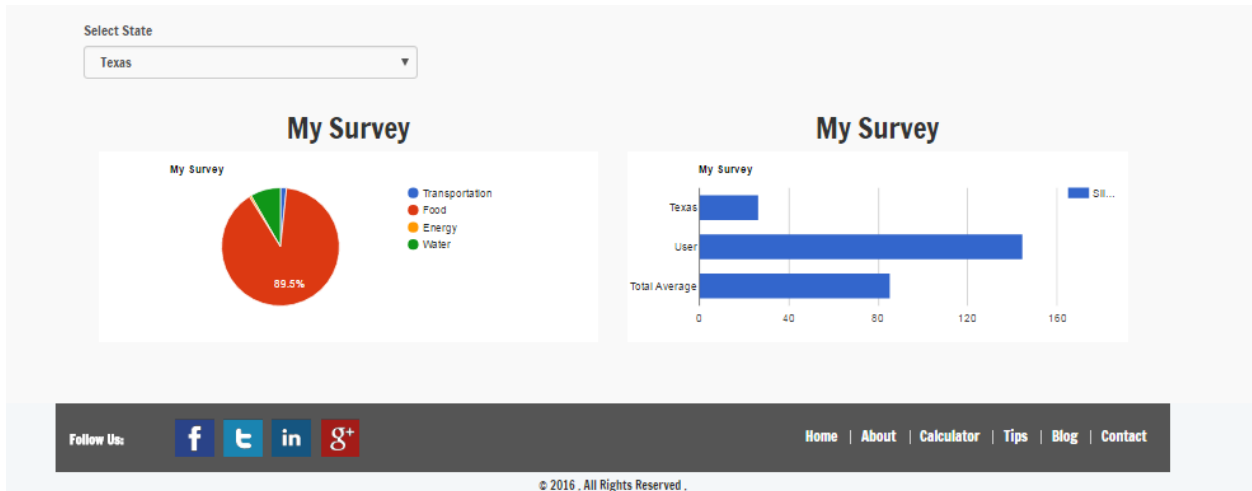 Select State
Texas
My Survey
My Survey
Transportation
Food
Energy
Water
89.5%
My Survey
My Survey
SII...
Texas
User
Total Average
0 40 80 120 160
Follow Us:
f t in g+
Home | About | Calculator | Tips | Blog | Contact
© 2016 . All Rights Reserved .